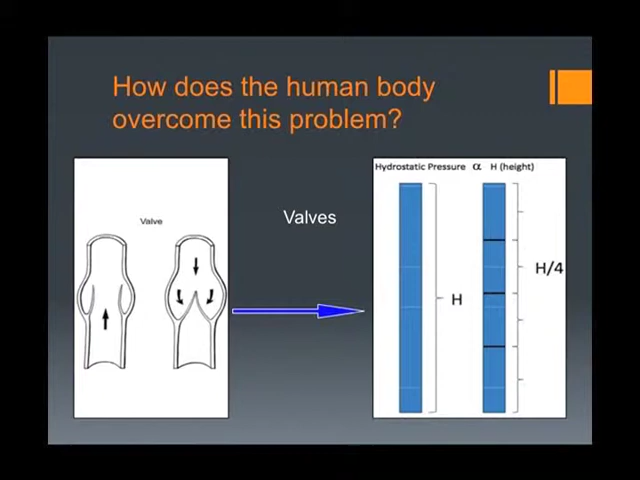 How does the human body
overcome this problem?
Valve
Valves
Hydrostatic Pressure α H (height)
H
H/4